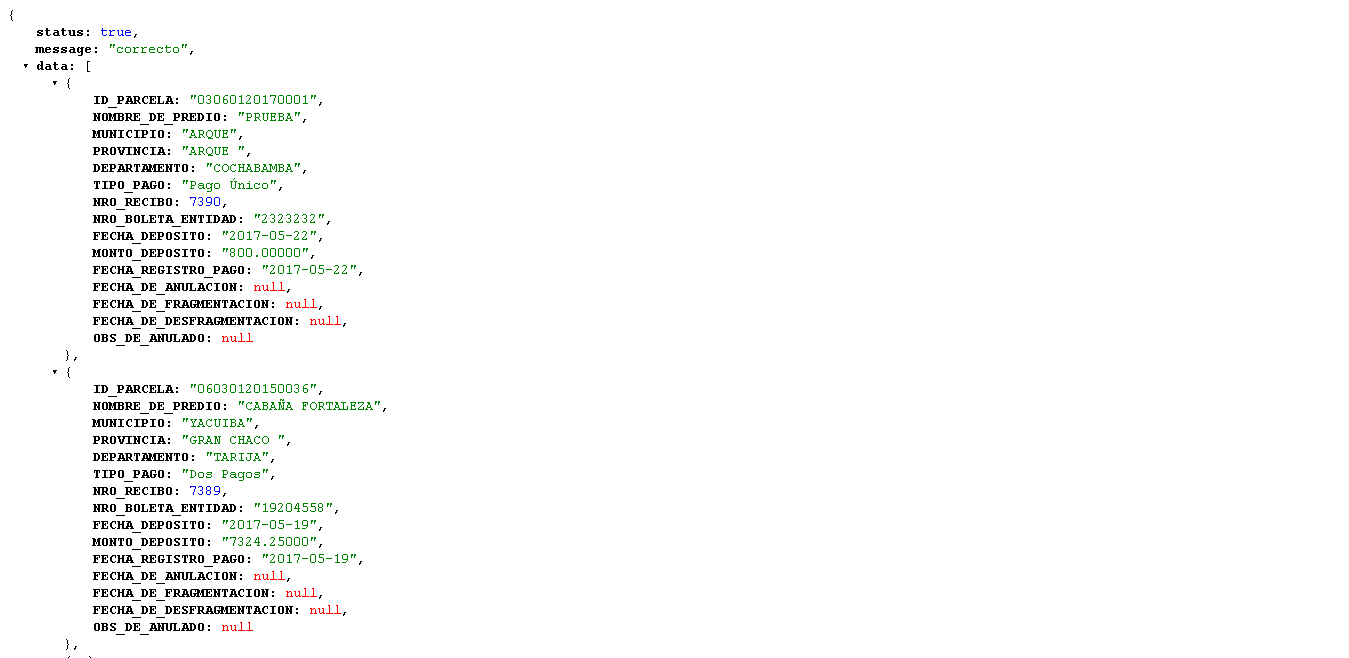 {
status: true,
message: "correcto",
▾ data: [
▾ {
ID_PARCELA: "03060120170001",
NOMBRE_DE_PREDIO: "PRUEBA",
MUNICIPIO: "ARQUE",
PROVINCIA: "ARQUE ",
DEPARTAMENTO: "COCHABAMBA",
TIPO_PAGO: "Pago Único",
NRO_RECIBO: 7390,
NRO_BOLETA_ENTIDAD: "2323232",
FECHA_DEPOSITO: "2017-05-22",
MONTO_DEPOSITO: "800.00000",
FECHA_REGISTRO_PAGO: "2017-05-22",
FECHA_DE_ANULACION: null,
FECHA_DE_FRAGMENTACION: null,
FECHA_DE_DESFRAGMENTACION: null,
OBS_DE_ANULADO: null
},
▾ {
ID_PARCELA: "06030120150036",
NOMBRE_DE_PREDIO: "CABAÑA FORTALEZA",
MUNICIPIO: "YACUIBA",
PROVINCIA: "GRAN CHACO ",
DEPARTAMENTO: "TARIJA",
TIPO_PAGO: "Dos Pagos",
NRO_RECIBO: 7389,
NRO_BOLETA_ENTIDAD: "19204558",
FECHA_DEPOSITO: "2017-05-19",
MONTO_DEPOSITO: "7324.25000",
FECHA_REGISTRO_PAGO: "2017-05-19",
FECHA_DE_ANULACION: null,
FECHA_DE_FRAGMENTACION: null,
FECHA_DE_DESFRAGMENTACION: null,
OBS_DE_ANULADO: null
},